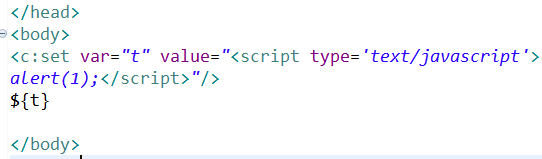 </head>
<body>
<c:set var="t" value="<script type='text/javascript'>
alert(1);</script>"/>
${t}
</body>